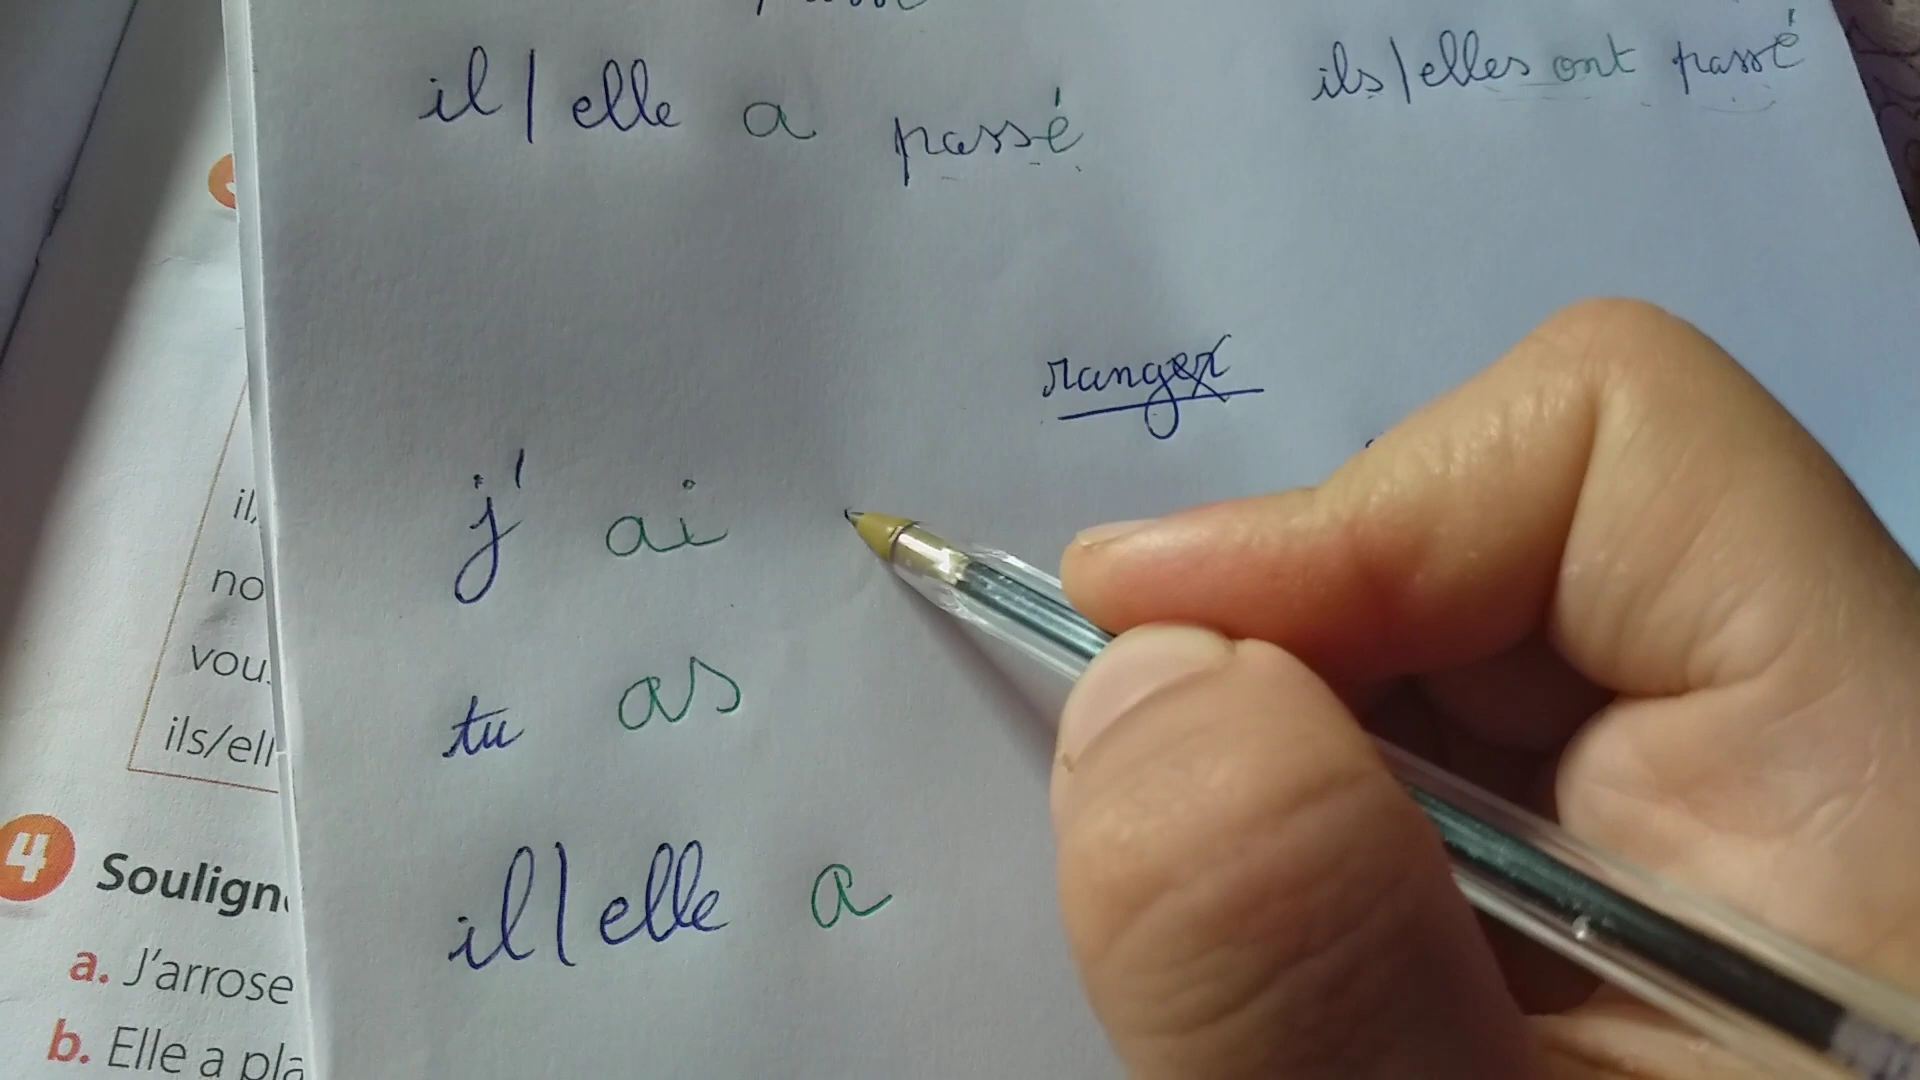 il/elle a passé
ils/elles ont passé
ranger
j' ai
tu as
il/elle a
il,
no
vou
ils/ell
4 Soulign
a. J'arrose
b. Elle a pla